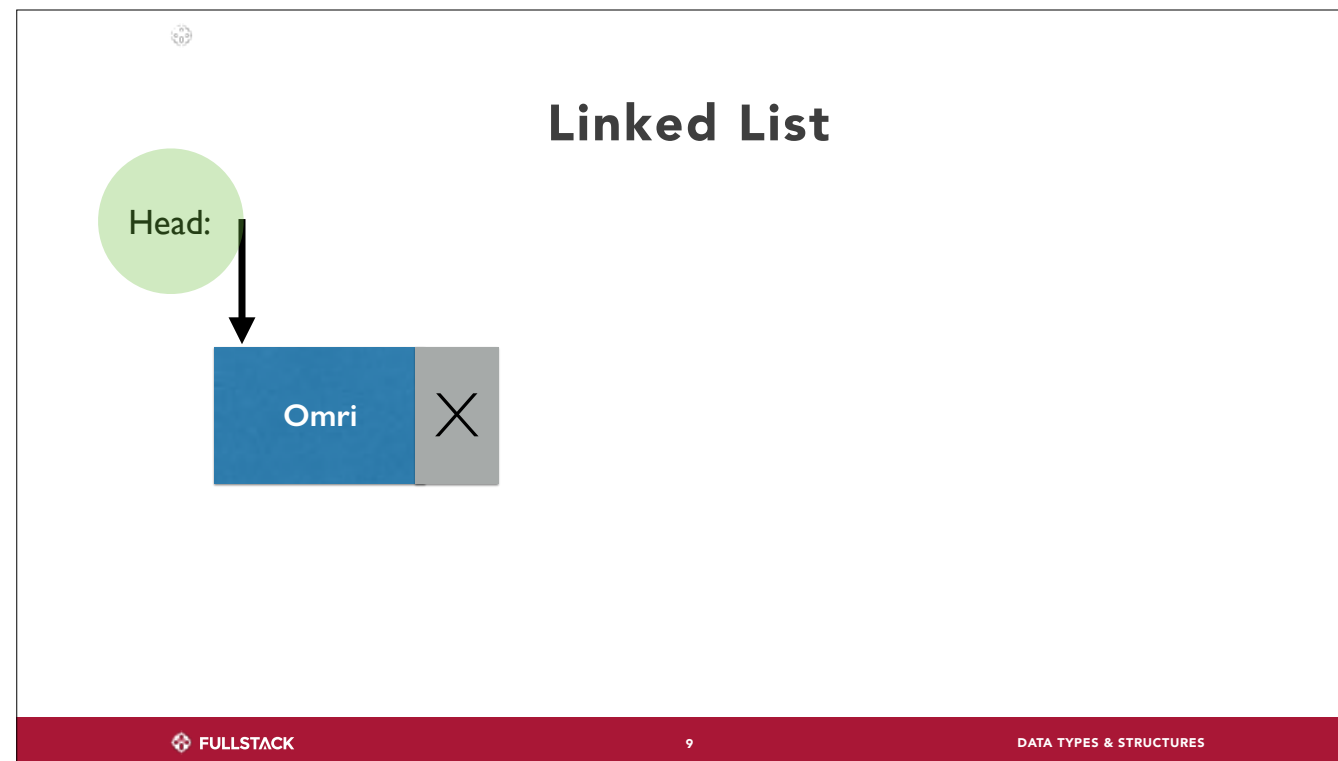 Linked List
Head:
Omri
X
FULLSTACK
9
DATA TYPES & STRUCTURES